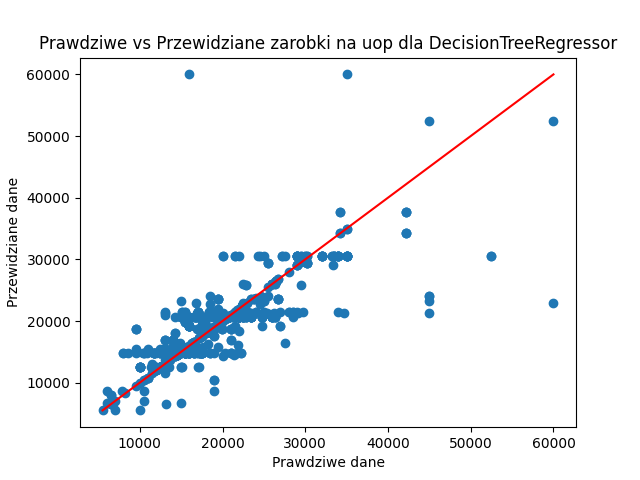 Prawdziwe vs Przewidziane zarobki na uop dla DecisionTreeRegressor
60000
50000
40000
30000
20000
10000
Przewidziane dane
10000 20000 30000 40000 50000 60000
Prawdziwe dane